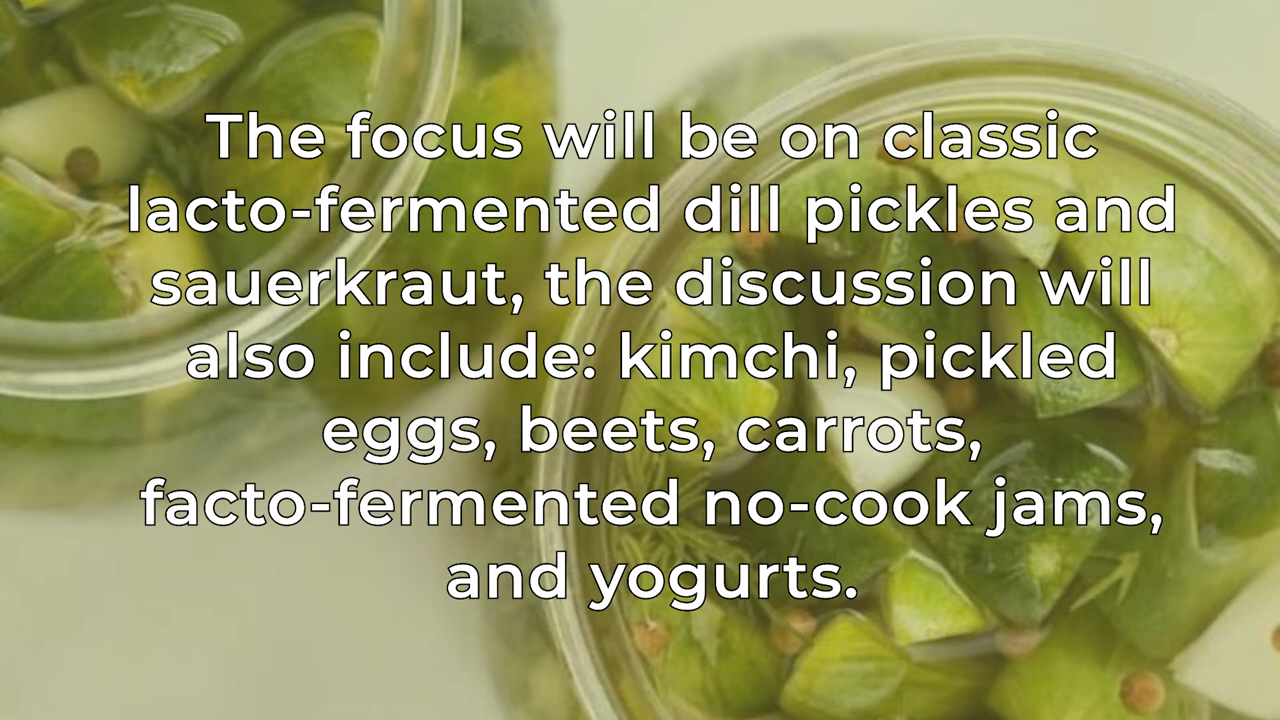 The focus will be on classic
lacto-fermented dill pickles and
sauerkraut, the discussion will
also include: kimchi, pickled
eggs, beets, carrots,
facto-fermented no-cook jams,
and yogurts.